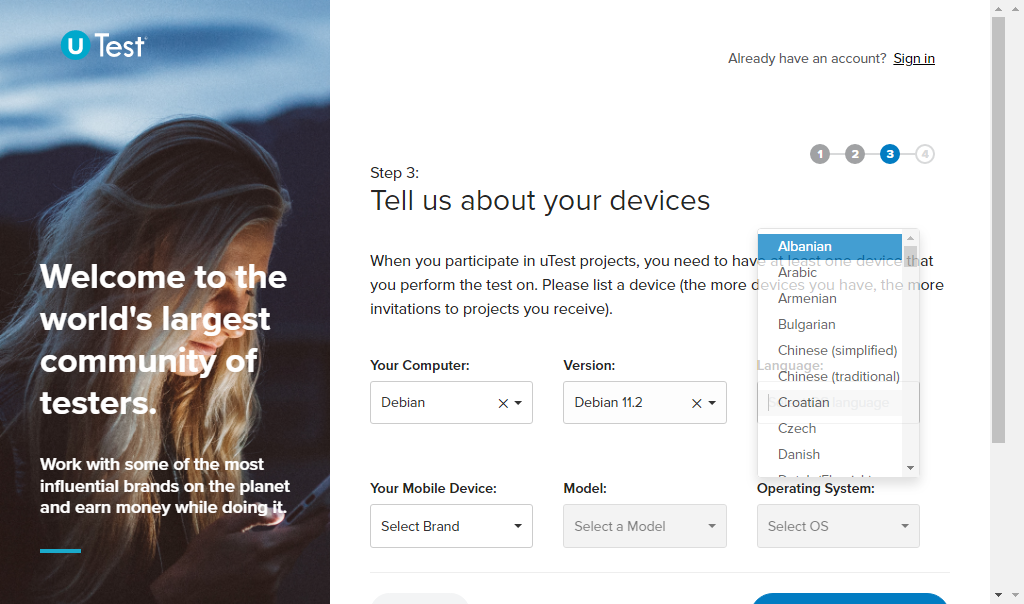 U Test
Welcome to the
world's largest
community of
testers.
Work with some of the most
influential brands on the planet
and earn money while doing it.
Already have an account? Sign in
1 2 3 4
Step 3:
Tell us about your devices
When you participate in uTest projects, you need to have at least one device that
you perform the test on. Please list a device (the more devices you have, the more
invitations to projects you receive).
Your Computer:
Debian
Version:
Debian 11.2
Language:
Albanian
Arabic
Armenian
Bulgarian
Chinese (simplified)
Chinese (traditional)
Croatian
Czech
Danish
Your Mobile Device:
Select Brand
Model:
Select a Model
Operating System:
Select OS